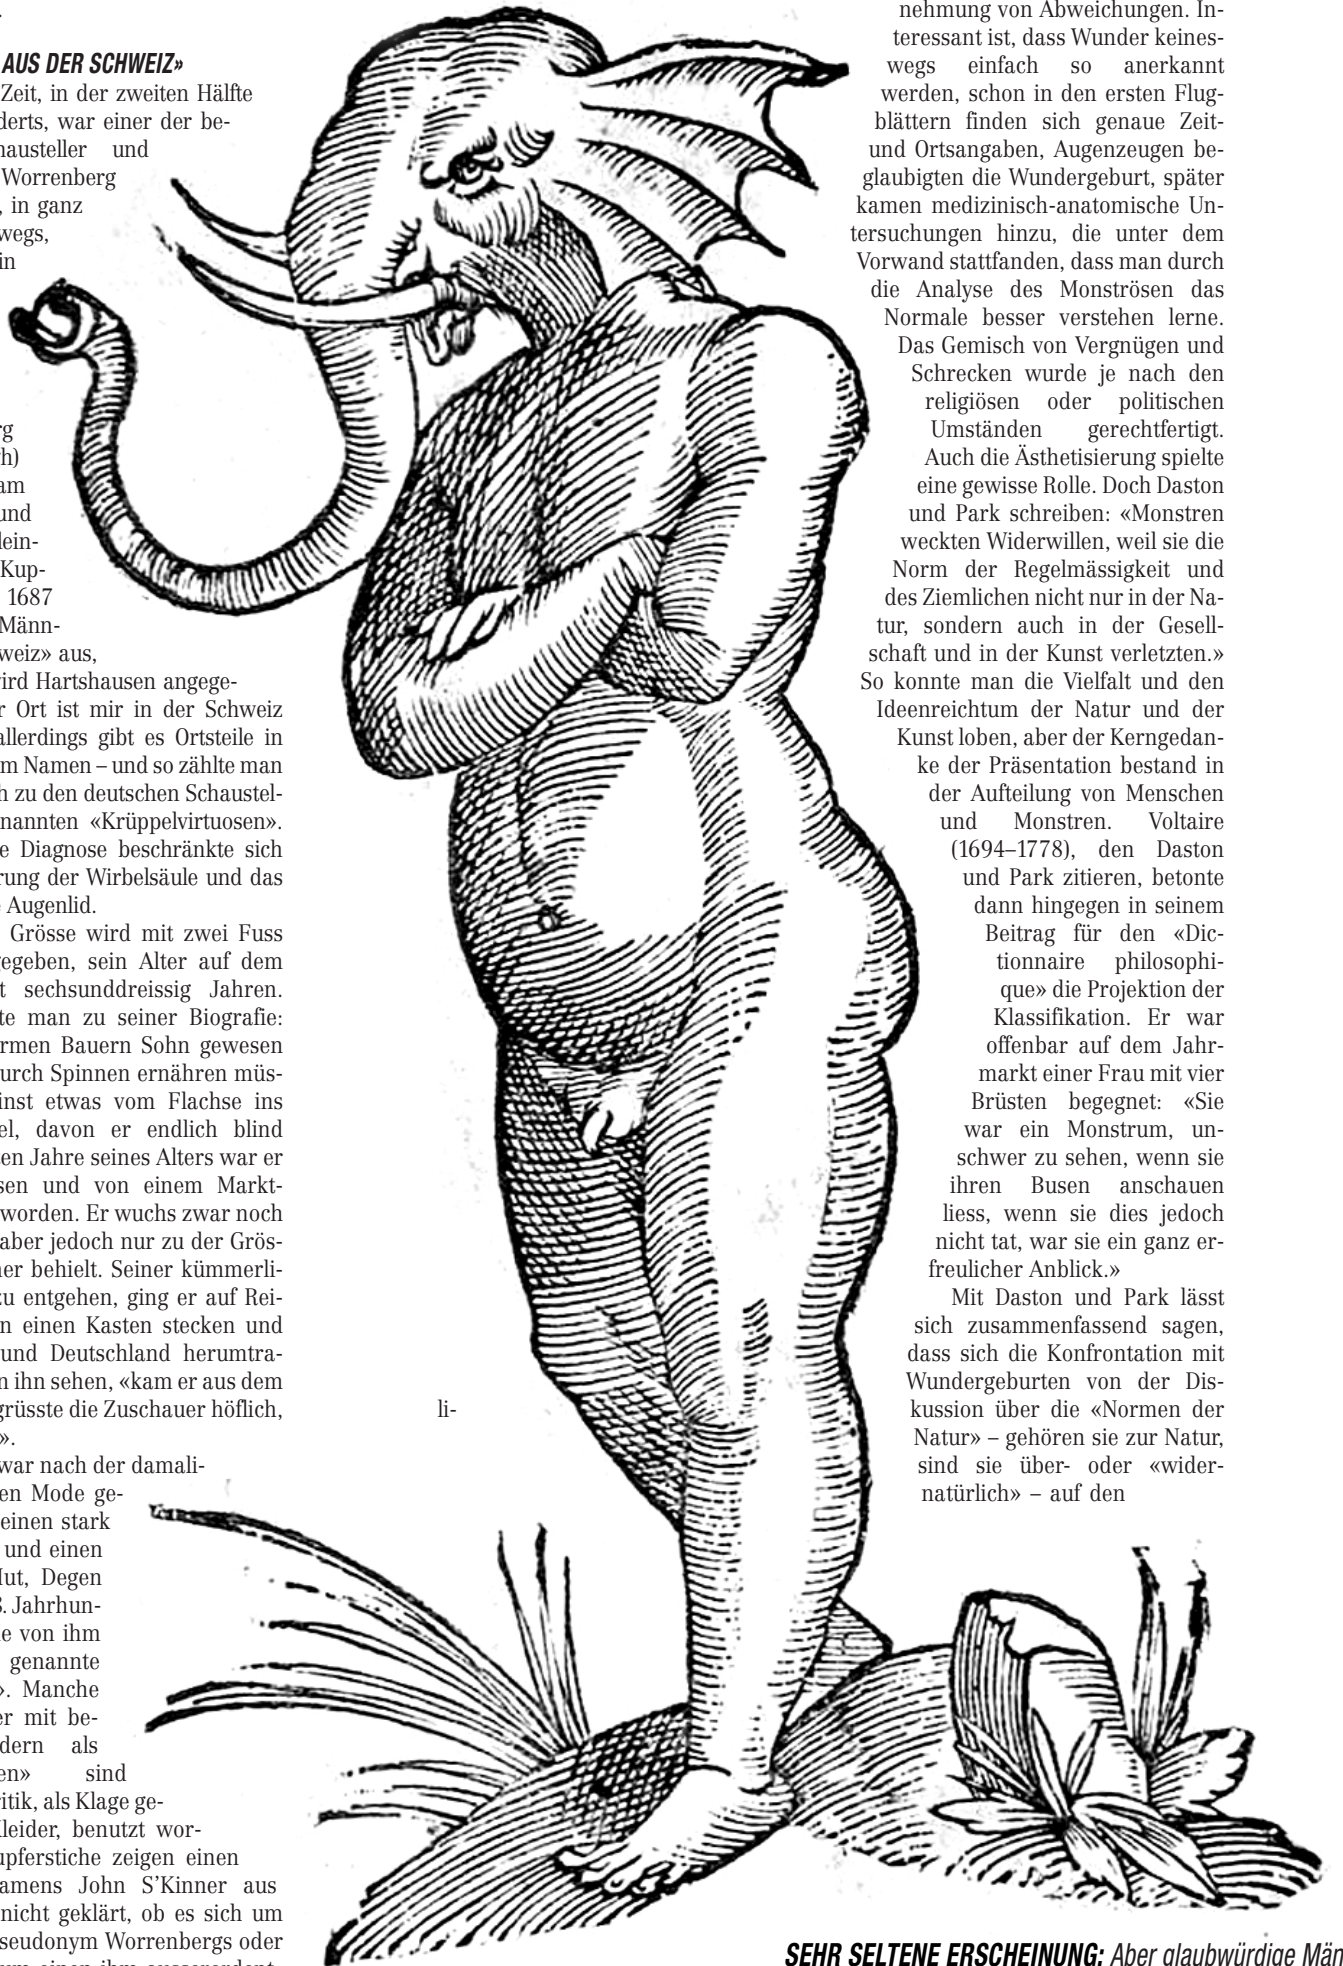 AUS DER SCHWEIZ»
Zeit, in der zweiten Hälfte
derts, war einer der be-
hausteller und
Worrenberg
, in ganz
wegs,
in
rg
h)
am
und
lein-
Kup-
1687
Männ-
weiz» aus,
wird Hartshausen angege-
r Ort ist mir in der Schweiz
allerdings gibt es Ortsteile in
m Namen – und so zählte man
h zu den deutschen Schaustel-
nannten «Krüppelvirtuosen».
e Diagnose beschränkte sich
rung der Wirbelsäule und das
e Augenlid.
Grösse wird mit zwei Fuss
gegeben, sein Alter auf dem
t sechsunddreissig Jahren.
te man zu seiner Biografie:
rmen Bauern Sohn gewesen
urch Spinnen ernähren müs-
inst etwas vom Flachse ins
el, davon er endlich blind
ten Jahre seines Alters war er
sen und von einem Markt-
worden. Er wuchs zwar noch
aber jedoch nur zu der Grös-
her behielt. Seiner kümmerli-
zu entgehen, ging er auf Rei-
n einen Kasten stecken und
und Deutschland herumtra-
n ihn sehen, «kam er aus dem
grüsste die Zuschauer höflich,
».
war nach der damali-
en Mode ge-
einen stark
und einen
Hut, Degen
8. Jahrhun-
e von ihm
genannte
». Manche
er mit be-
dern als
en» sind
ritik, als Klage ge-
Kleider, benutzt wor-
upferstiche zeigen einen
amens John S’Kinner aus
nicht geklärt, ob es sich um
seudonym Worrenbergs oder
um einen ihm ausserordent-
li-
nehmung von Abweichungen. In-
teressant ist, dass Wunder keines-
wegs einfach so anerkannt
werden, schon in den ersten Flug-
blättern finden sich genaue Zeit-
und Ortsangaben, Augenzeugen be-
glaubigten die Wundergeburt, später
kamen medizinisch-anatomische Un-
tersuchungen hinzu, die unter dem
Vorwand stattfanden, dass man durch
die Analyse des Monströsen das
Normale besser verstehen lerne.
Das Gemisch von Vergnügen und
Schrecken wurde je nach den
religiösen oder politischen
Umständen gerechtfertigt.
Auch die Ästhetisierung spielte
eine gewisse Rolle. Doch Daston
und Park schreiben: «Monstren
weckten Widerwillen, weil sie die
Norm der Regelmässigkeit und
des Ziemlichen nicht nur in der Na-
tur, sondern auch in der Gesell-
schaft und in der Kunst verletzten.»
So konnte man die Vielfalt und den
Ideenreichtum der Natur und der
Kunst loben, aber der Kerngedan-
ke der Präsentation bestand in
der Aufteilung von Menschen
und Monstren. Voltaire
(1694–1778), den Daston
und Park zitieren, betonte
dann hingegen in seinem
Beitrag für den «Dic-
tionnaire philosophi-
que» die Projektion der
Klassifikation. Er war
offenbar auf dem Jahr-
markt einer Frau mit vier
Brüsten begegnet: «Sie
war ein Monstrum, un-
schwer zu sehen, wenn sie
ihren Busen anschauen
liess, wenn sie dies jedoch
nicht tat, war sie ein ganz er-
freulicher Anblick.»
Mit Daston und Park lässt
sich zusammenfassend sagen,
dass sich die Konfrontation mit
Wundergeburten von der Dis-
kussion über die «Normen der
Natur» – gehören sie zur Natur,
sind sie über- oder «wider-
natürlich» – auf den
SEHR SELTENE ERSCHEINUNG: Aber glaubwürdige Män